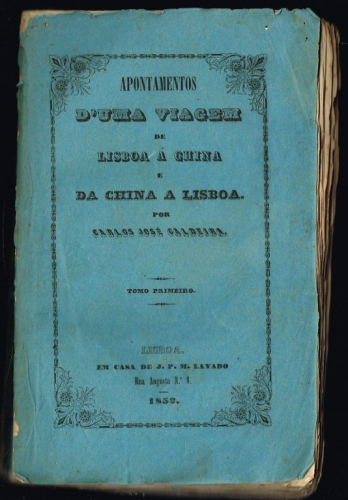 APONTAMENTOS
D'UMA VIAGEM
DE
LISBOA Á CHINA
E
DA CHINA A LISBOA.
POR
CARLOS JOSÉ CALDEIRA.
TOMO PRIMEIRO.
LISBOA.
EM CASA DE J. P. M. LAVADO
Rua Augusta N.º 8.
1852.